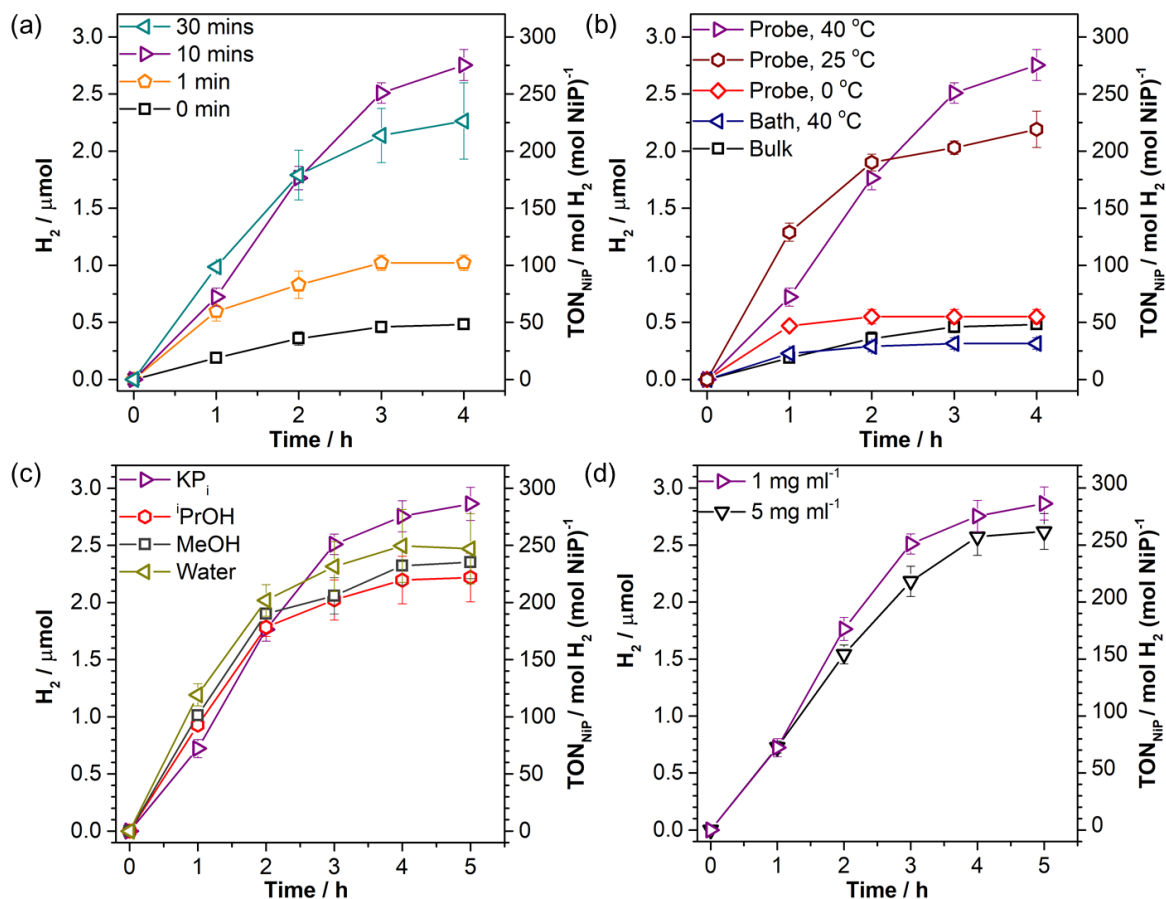 (a)
30 mins
10 mins
1 min
0 min
3.0
2.5
2.0
1.5
1.0
0.5
0.0
H₂ / μmol
300
250
200
150
100
50
0
TON_NiP / mol H₂ (mol NiP)⁻¹
0 1 2 3 4
Time / h
(b)
Probe, 40 °C
Probe, 25 °C
Probe, 0 °C
Bath, 40 °C
Bulk
3.0
2.5
2.0
1.5
1.0
0.5
0.0
H₂ / μmol
300
250
200
150
100
50
0
TON_NiP / mol H₂ (mol NiP)⁻¹
0 1 2 3 4
Time / h
(c)
KPᵢ
ⁱPrOH
MeOH
Water
3.0
2.5
2.0
1.5
1.0
0.5
0.0
H₂ / μmol
300
250
200
150
100
50
0
TON_NiP / mol H₂ (mol NiP)⁻¹
0 1 2 3 4 5
Time / h
(d)
1 mg ml⁻¹
5 mg ml⁻¹
3.0
2.5
2.0
1.5
1.0
0.5
0.0
H₂ / μmol
300
250
200
150
100
50
0
TON_NiP / mol H₂ (mol NiP)⁻¹
0 1 2 3 4 5
Time / h